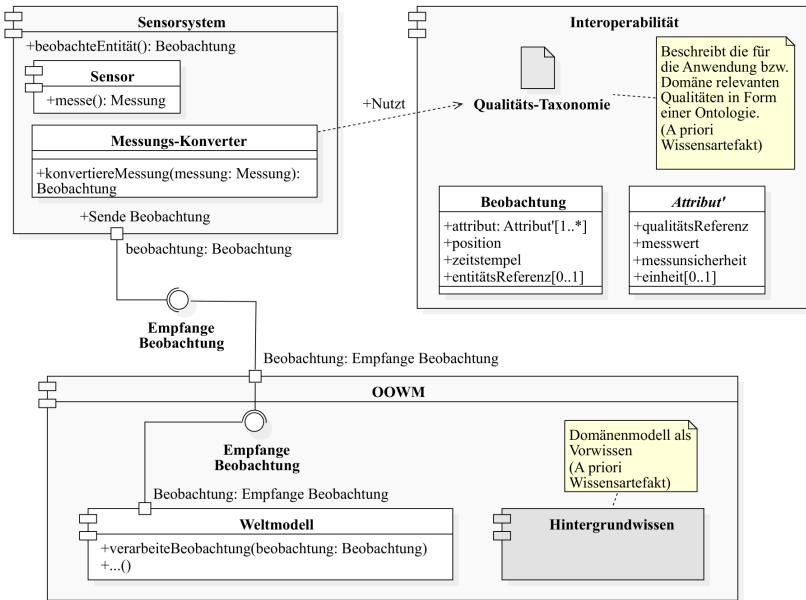 Sensorsystem
+beobachteEntität(): Beobachtung
Sensor
+messe(): Messung
Messungs-Konverter
+konvertiereMessung(messung: Messung):
Beobachtung
+Sende Beobachtung
beobachtung: Beobachtung
+Nutzt
Interoperabilität
Qualitäts-Taxonomie
Beschreibt die für
die Anwendung bzw.
Domäne relevanten
Qualitäten in Form
einer Ontologie.
(A priori
Wissensartefakt)
Beobachtung
+attribut: Attribut'[1..*]
+position
+zeitstempel
+entitätsReferenz[0..1]
Attribut'
+qualitätsReferenz
+messwert
+messunsicherheit
+einheit[0..1]
Empfange
Beobachtung
Beobachtung: Empfange Beobachtung
OOWM
Empfange
Beobachtung
Beobachtung: Empfange Beobachtung
Weltmodell
+verarbeiteBeobachtung(beobachtung: Beobachtung)
+...()
Domänenmodell als
Vorwissen
(A priori
Wissensartefakt)
Hintergrundwissen